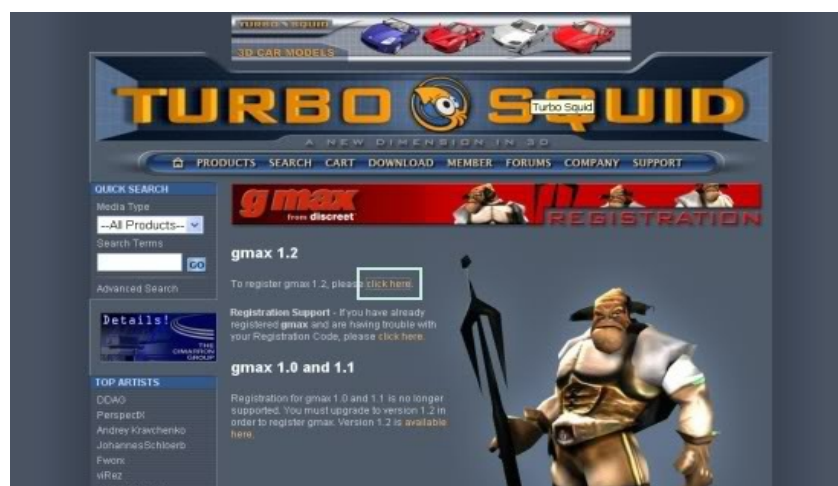 TURBO SQUID
3D CAR MODELS
TURBO SQUID
Turbo Squid
A NEW DIMENSION IN 3D
PRODUCTS SEARCH CART DOWNLOAD MEMBER FORUMS COMPANY SUPPORT
QUICK SEARCH
Media Type
--All Products--
Search Terms
GO
Advanced Search
Details!
THE
CIMARRON
GROUP
TOP ARTISTS
DDAG
PerspectX
Andrey Kravchenko
JohannesSchloerb
Fworx
viRez
gmax
from discreet
REGISTRATION
gmax 1.2
To register gmax 1.2, please click here.
Registration Support - If you have already
registered gmax and are having trouble with
your Registration Code, please click here.
gmax 1.0 and 1.1
Registration for gmax 1.0 and 1.1 is no longer
supported. You must upgrade to version 1.2 in
order to register gmax. Version 1.2 is available
here.